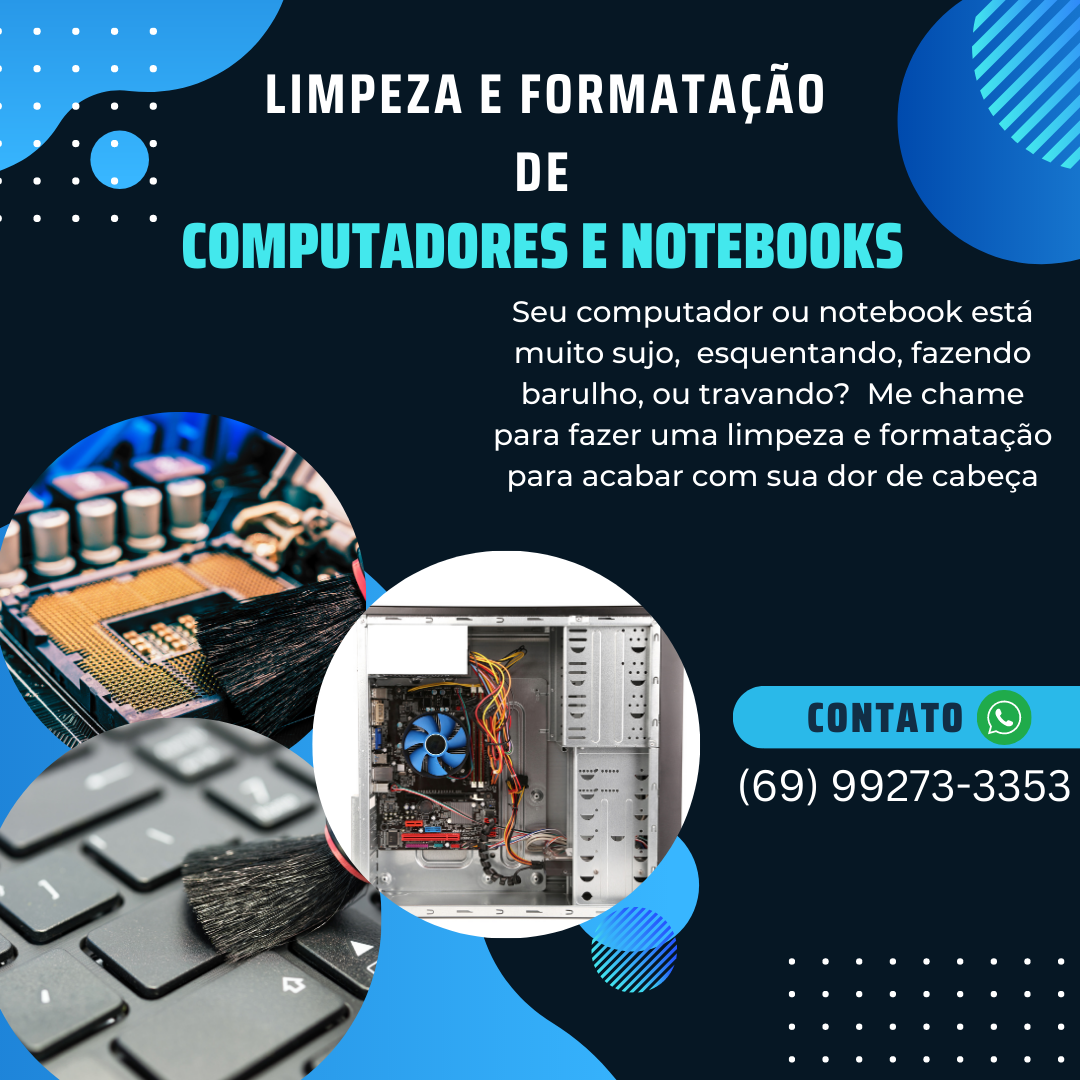 LIMPEZA E FORMATAÇÃO
DE
COMPUTADORES E NOTEBOOKS
Seu computador ou notebook está
muito sujo,  esquentando, fazendo
barulho, ou travando?  Me chame
para fazer uma limpeza e formatação
para acabar com sua dor de cabeça
CONTATO
(69) 99273-3353